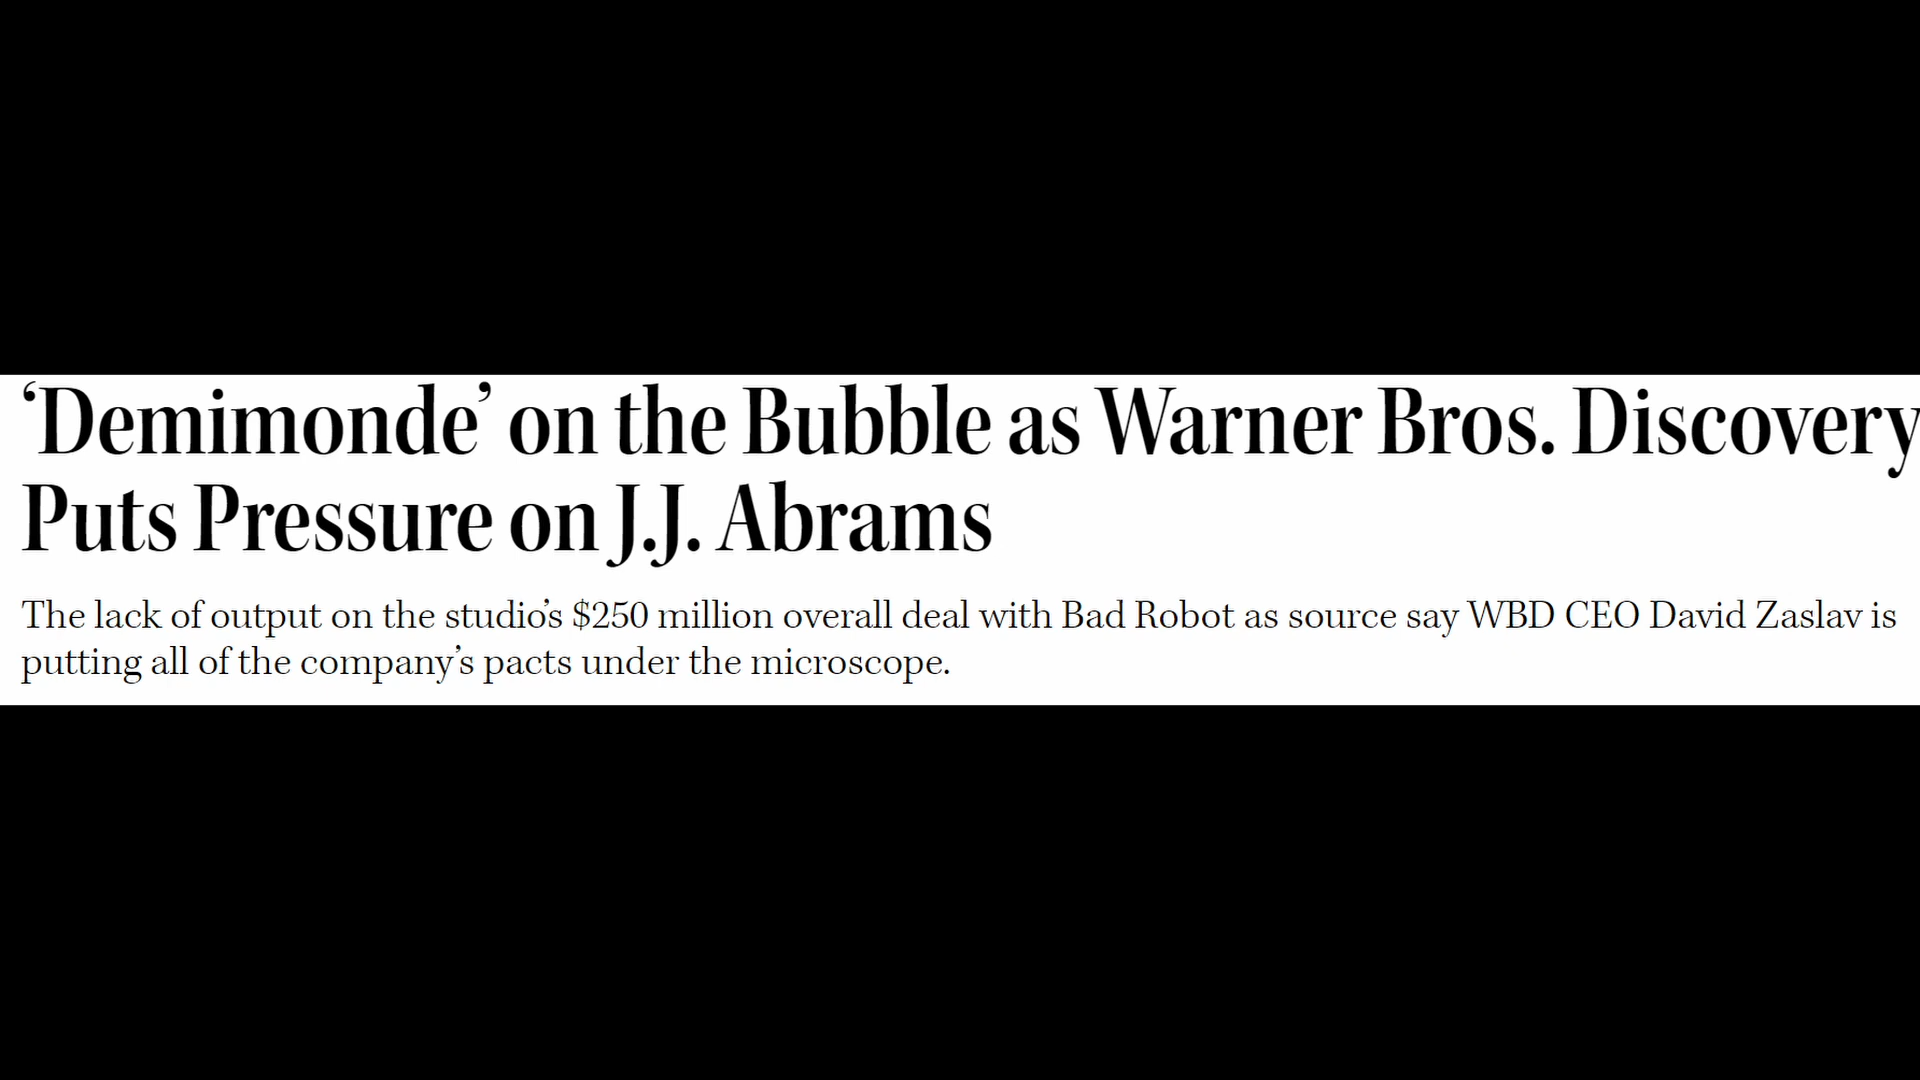 ‘Demimonde’ on the Bubble as Warner Bros. Discovery
Puts Pressure on J.J. Abrams
The lack of output on the studio’s $250 million overall deal with Bad Robot as source say WBD CEO David Zaslav is
putting all of the company’s pacts under the microscope.